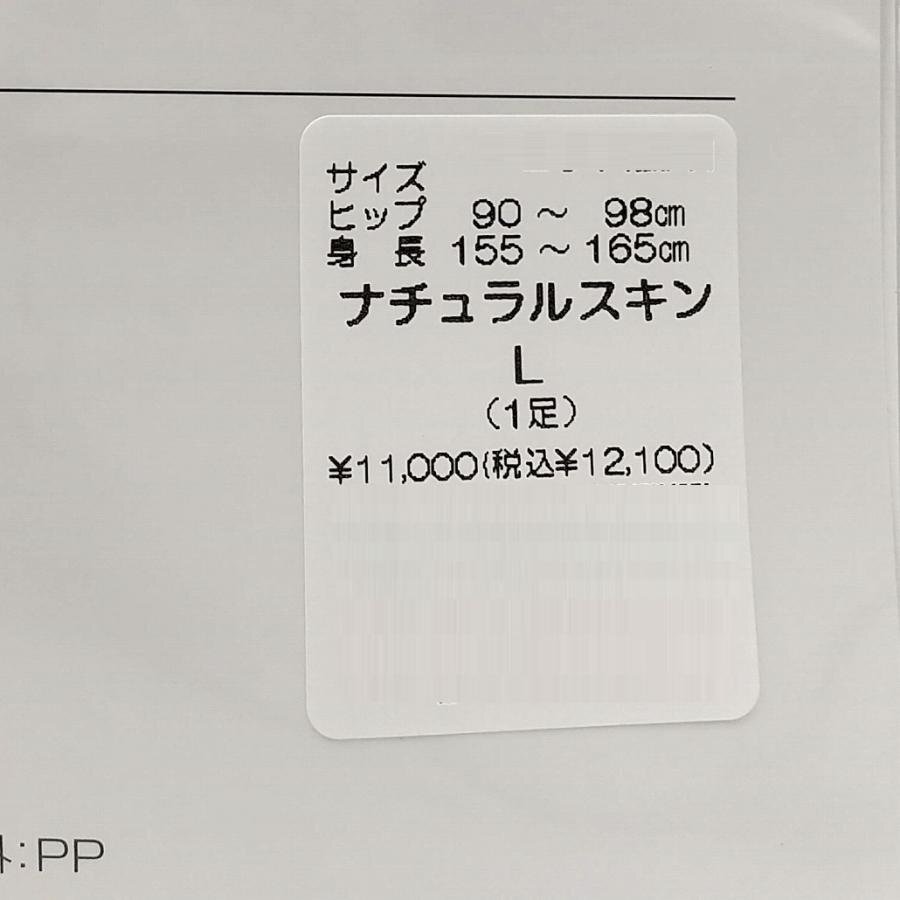 サイズ
ヒップ 90 ～ 98㎝
身 長 155 ～ 165㎝
ナチュラルスキン
L
(1足)
¥11,000(税込¥12,100)
:PP